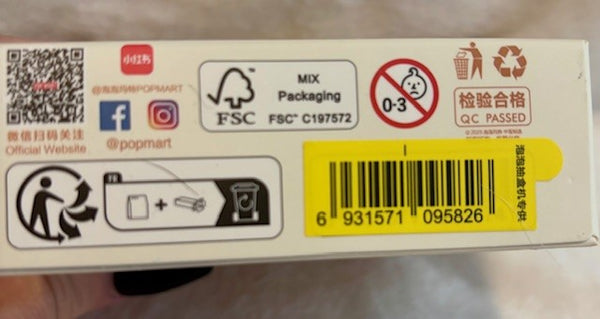 小红书
@泡泡玛特POPMART
微信扫码关注
Official Website
@popmart
FSC
MIX
Packaging
FSC™ C197572
0-3
检验合格
QC PASSED
FR
6 931571 095826
泡泡抽盒机专供